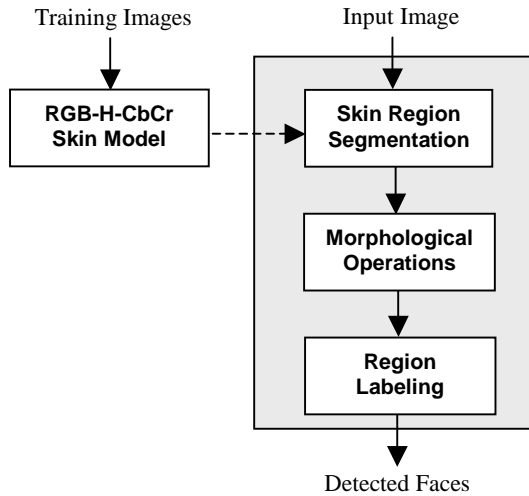 Training Images
Input Image
RGB-H-CbCr
Skin Model
Skin Region
Segmentation
Morphological
Operations
Region
Labeling
Detected Faces